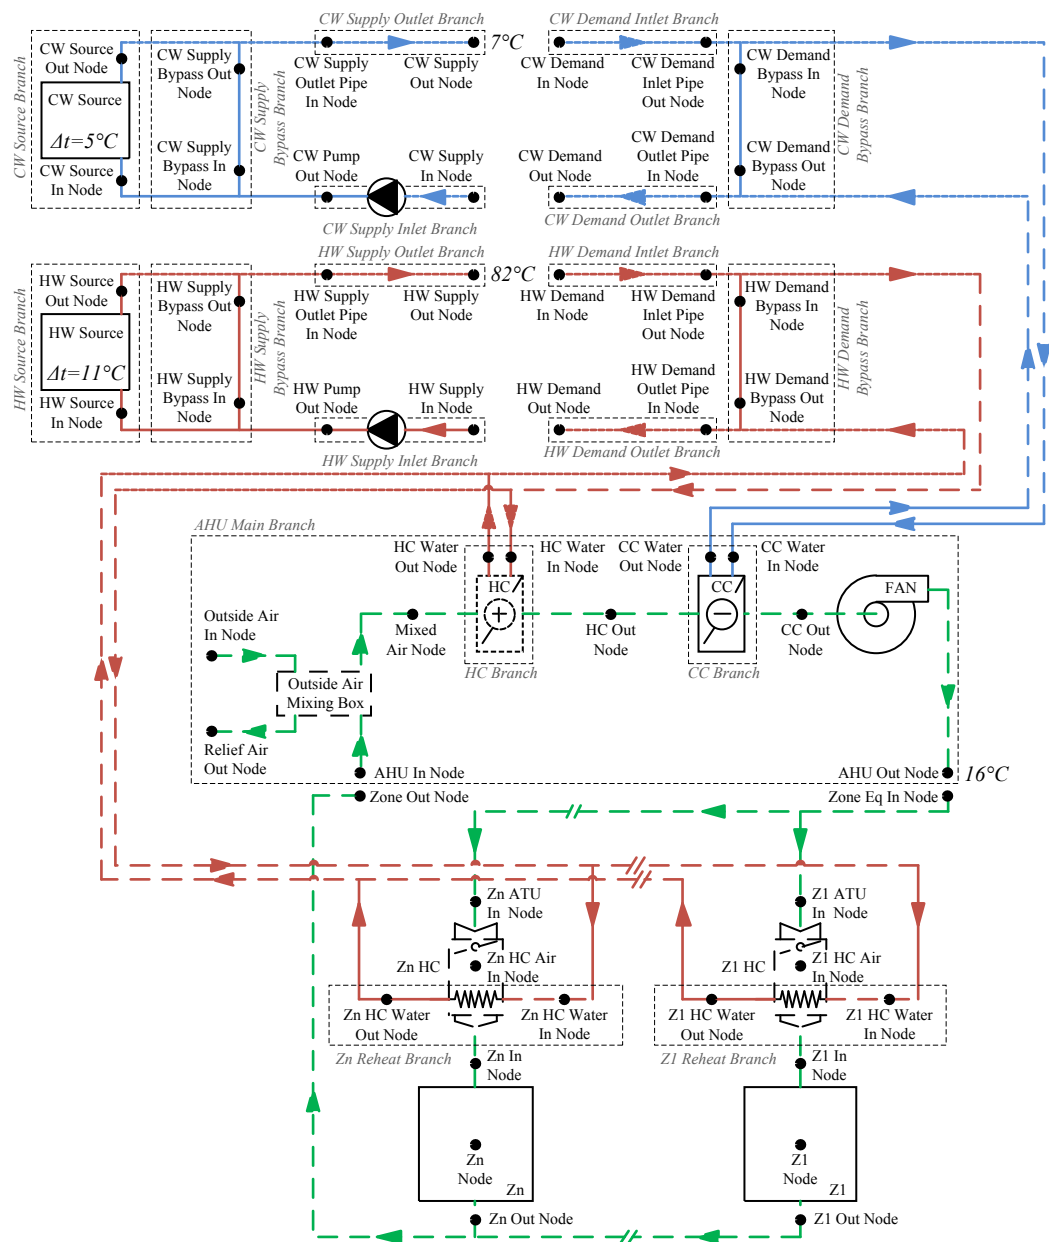 CW Supply Outlet Branch
CW Demand Intlet Branch
CW Source Branch
CW Source
Out Node
CW Source
Δt=5°C
CW Source
In Node
CW Supply
Bypass Out
Node
CW Supply
Bypass In
Node
CW Supply
Bypass Branch
7°C
CW Supply
Outlet Pipe
In Node
CW Supply
Out Node
CW Pump
Out Node
CW Supply
In Node
CW Supply Inlet Branch
CW Demand
In Node
CW Demand
Inlet Pipe
Out Node
CW Demand
Out Node
CW Demand
Outlet Pipe
In Node
CW Demand Outlet Branch
CW Demand
Bypass In
Node
CW Demand
Bypass Out
Node
CW Demand
Bypass Branch
HW Supply Outlet Branch
HW Demand Intlet Branch
HW Source Branch
HW Source
Out Node
HW Source
Δt=11°C
HW Source
In Node
HW Supply
Bypass Out
Node
HW Supply
Bypass In
Node
HW Supply
Bypass Branch
82°C
HW Supply
Outlet Pipe
In Node
HW Supply
Out Node
HW Pump
Out Node
HW Supply
In Node
HW Supply Inlet Branch
HW Demand
In Node
HW Demand
Inlet Pipe
Out Node
HW Demand
Out Node
HW Demand
Outlet Pipe
In Node
HW Demand Outlet Branch
HW Demand
Bypass In
Node
HW Demand
Bypass Out
Node
HW Demand
Bypass Branch
AHU Main Branch
HC Water
Out Node
HC Water
In Node
CC Water
Out Node
CC Water
In Node
HC
CC
FAN
Outside Air
In Node
Mixed
Air Node
HC Out
Node
CC Out
Node
HC Branch
CC Branch
Outside Air
Mixing Box
Relief Air
Out Node
AHU In Node
AHU Out Node
16°C
Zone Out Node
Zone Eq In Node
Zn ATU
In Node
Z1 ATU
In Node
Zn HC
Zn HC Air
In Node
Z1 HC
Z1 HC Air
In Node
Zn HC Water
Out Node
Zn HC Water
In Node
Z1 HC Water
Out Node
Z1 HC Water
In Node
Zn Reheat Branch
Zn In
Node
Z1 Reheat Branch
Z1 In
Node
Zn
Node
Zn
Z1
Node
Z1
Zn Out Node
Z1 Out Node